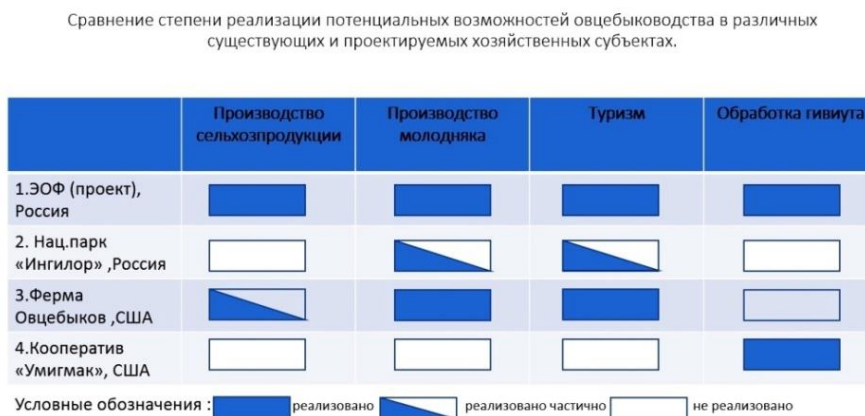 Сравнение степени реализации потенциальных возможностей овцебыководства в различных
существующих и проектируемых хозяйственных субъектах.
Производство сельхозпродукции
Производство молодняка
Туризм
Обработка гивиута
1.ЭОФ (проект),
Россия
2. Нац.парк
«Ингилор» ,Россия
3.Ферма
Овцебыков ,США
4.Кооператив
«Умигмак», США
Условные обозначения : реализовано реализовано частично не реализовано